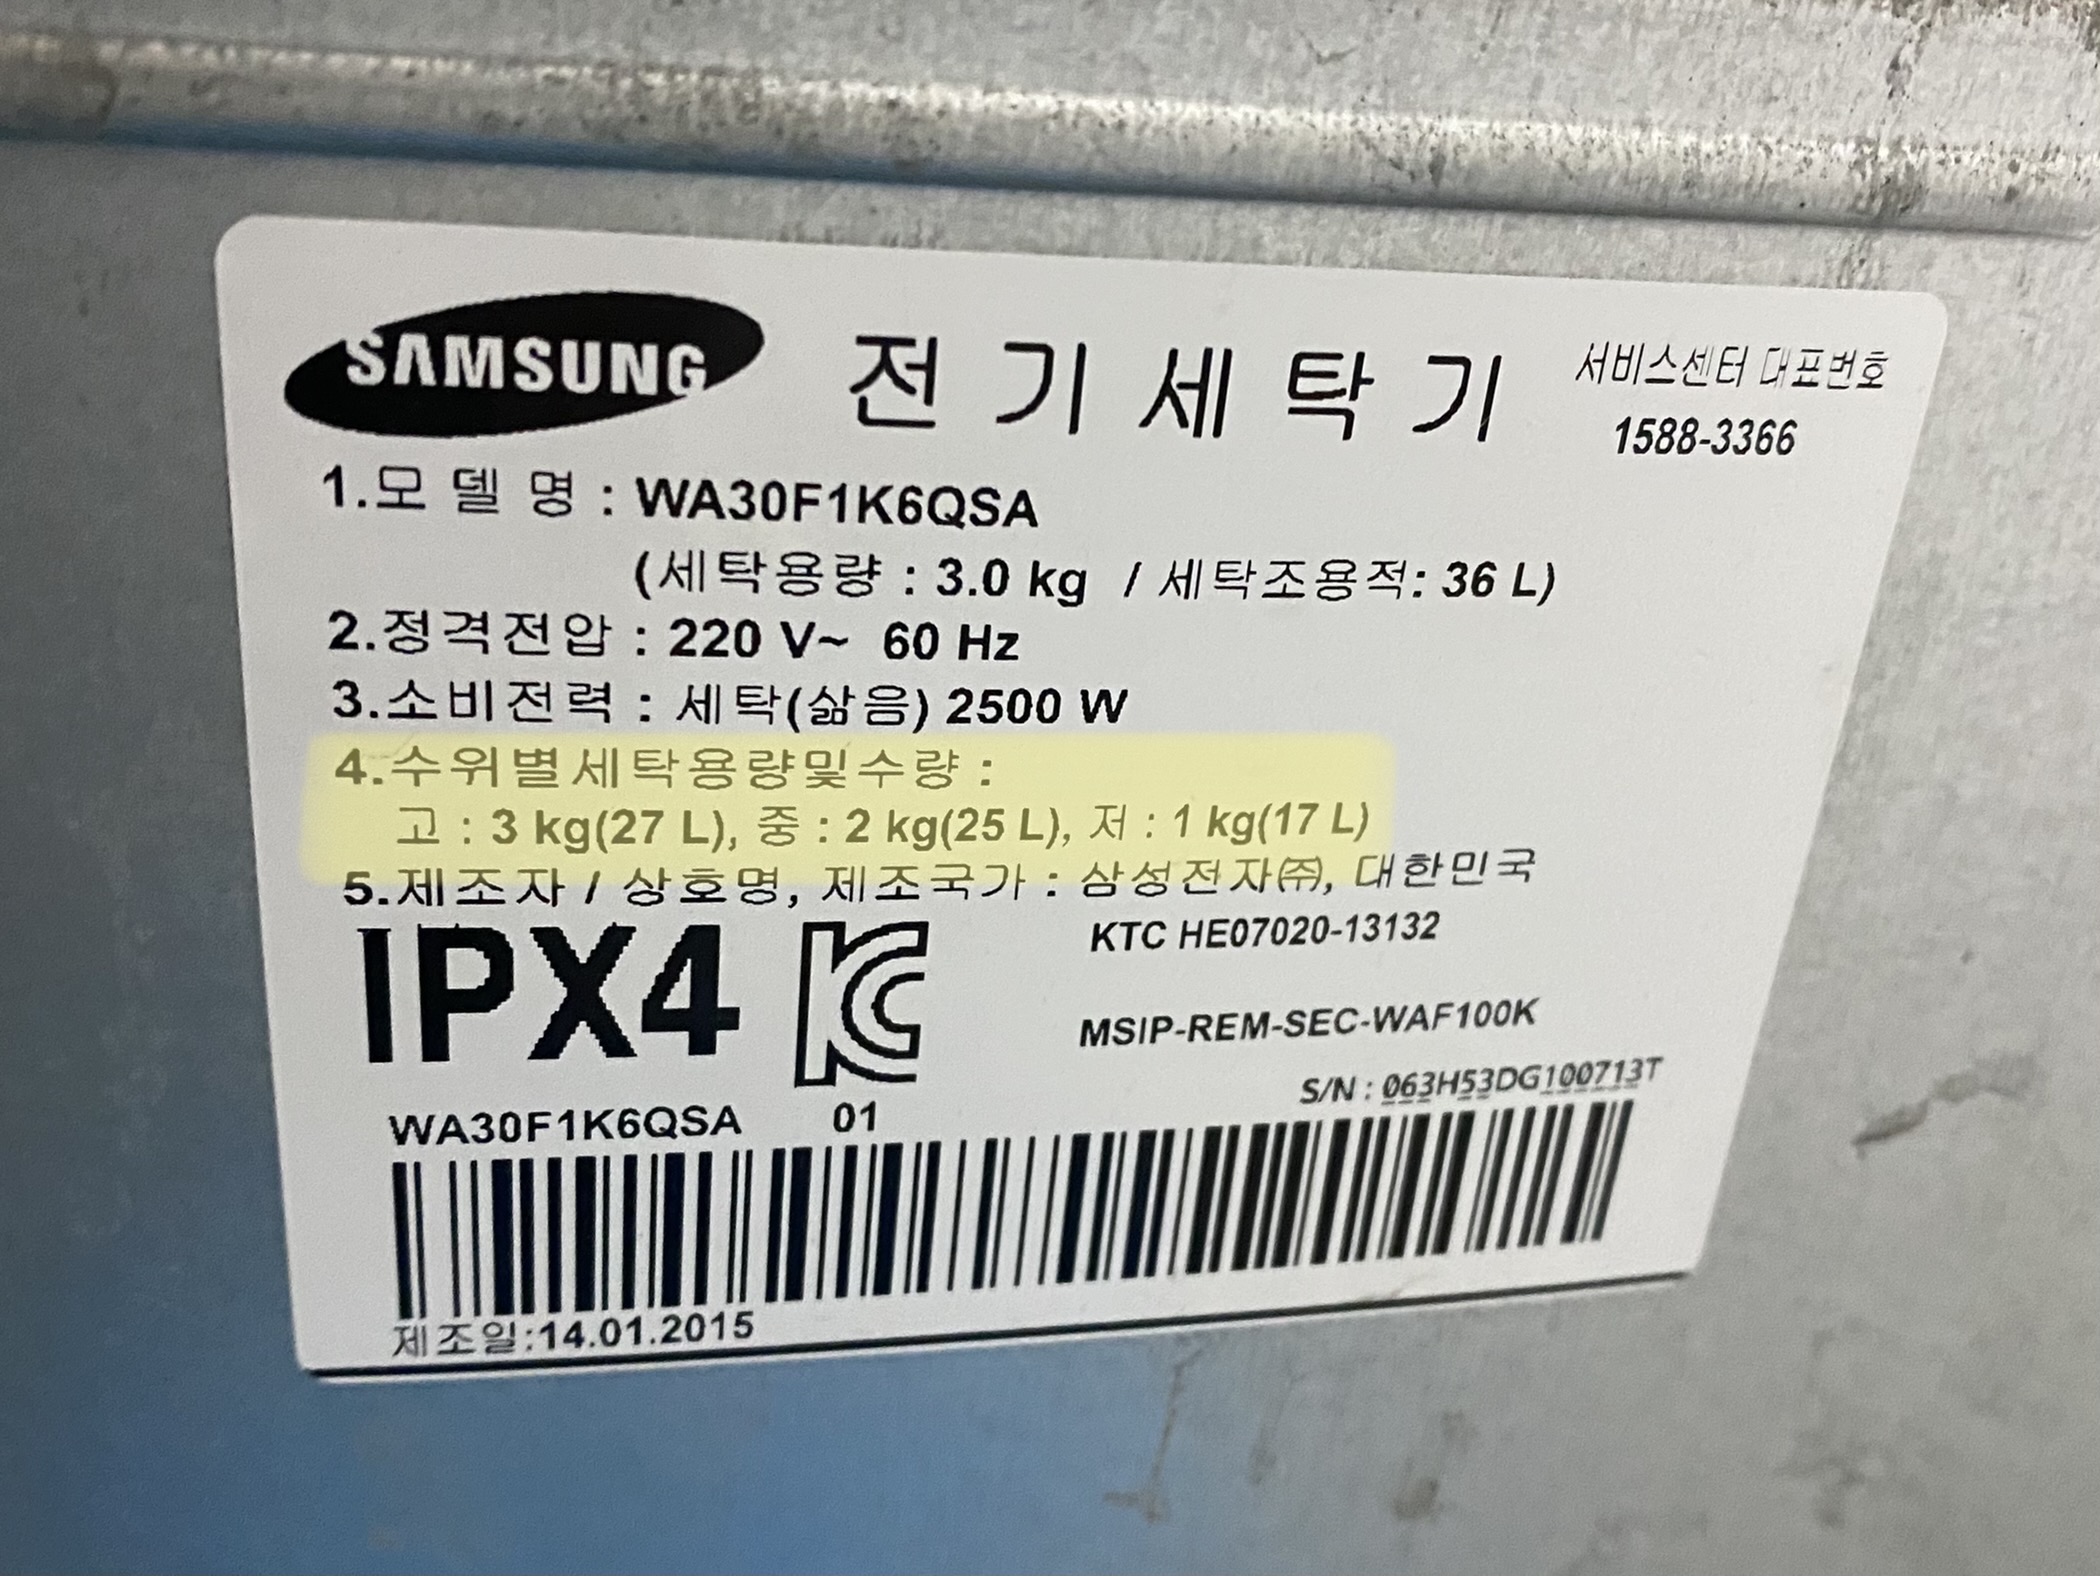 SAMSUNG 전기세탁기 서비스센터 대표번호
1588-3366
1.모 델 명 : WA30F1K6QSA
(세탁용량 : 3.0 kg / 세탁조용적: 36 L)
2.정격전압 : 220 V~ 60 Hz
3.소비전력 : 세탁(삶음) 2500 W
4.수위별세탁용량및수량 :
고 : 3 kg(27 L), 중 : 2 kg(25 L), 저 : 1 kg(17 L)
5.제조자 / 상호명, 제조국가 : 삼성전자㈜, 대한민국
IPX4 KC KTC HE07020-13132
MSIP-REM-SEC-WAF100K
S/N : 063H53DG100713T
WA30F1K6QSA 01
제조일:14.01.2015